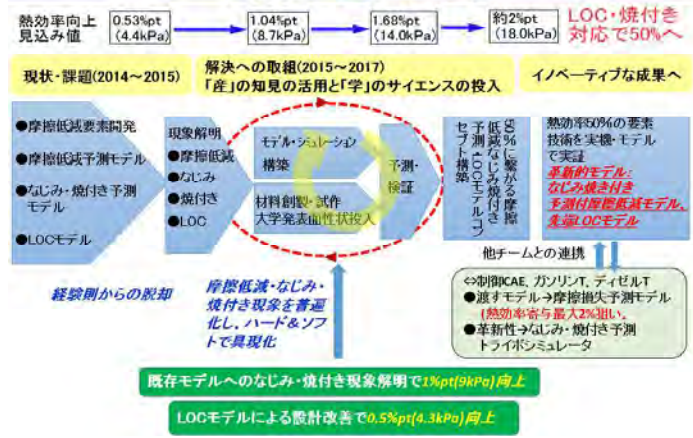 熱効率向上
見込み値
0.53%pt
(4.4kPa)
1.04%pt
(8.7kPa)
1.68%pt
(14.0kPa)
約2%pt
(18.0kPa)
LOC・焼付き
対応で50%へ
現状・課題(2014～2015)
解決への取組(2015～2017)
「産」の知見の活用と「学」のサイエンスの投入
イノベーティブな成果へ
●摩擦低減要素開発
●摩擦低減予測モデル
●なじみ・焼付き予測
モデル
●LOCモデル
現象解明
●摩擦低減
●なじみ
●焼付き
●LOC
モデル・シミュレーション
構築
材料創製・試作
大学発表面性状投入
予測・
検証
50%に繋がる摩擦
低減なじみ焼付き
予測・LOCモデルコン
セプト構築
熱効率50%の要素
技術を実機・モデル
で実証
革新的モデル:
なじみ焼き付き
予測付摩擦低減モデル、
先端LOCモデル
他チームとの連携
経験則からの脱却
摩擦低減・なじみ・
焼付き現象を普遍
化し、ハード＆ソフ
トで具現化
⇔制御CAE, ガソリンT, ディゼルT
●渡すモデル→摩擦損失予測モデル
(熱効率寄与最大2%狙い、
●革新性→なじみ・焼付き予測
トライボシミュレータ
既存モデルへのなじみ・焼付き現象解明で1%pt(9kPa)向上
LOCモデルによる設計改善で0.5%pt(4.3kPa)向上